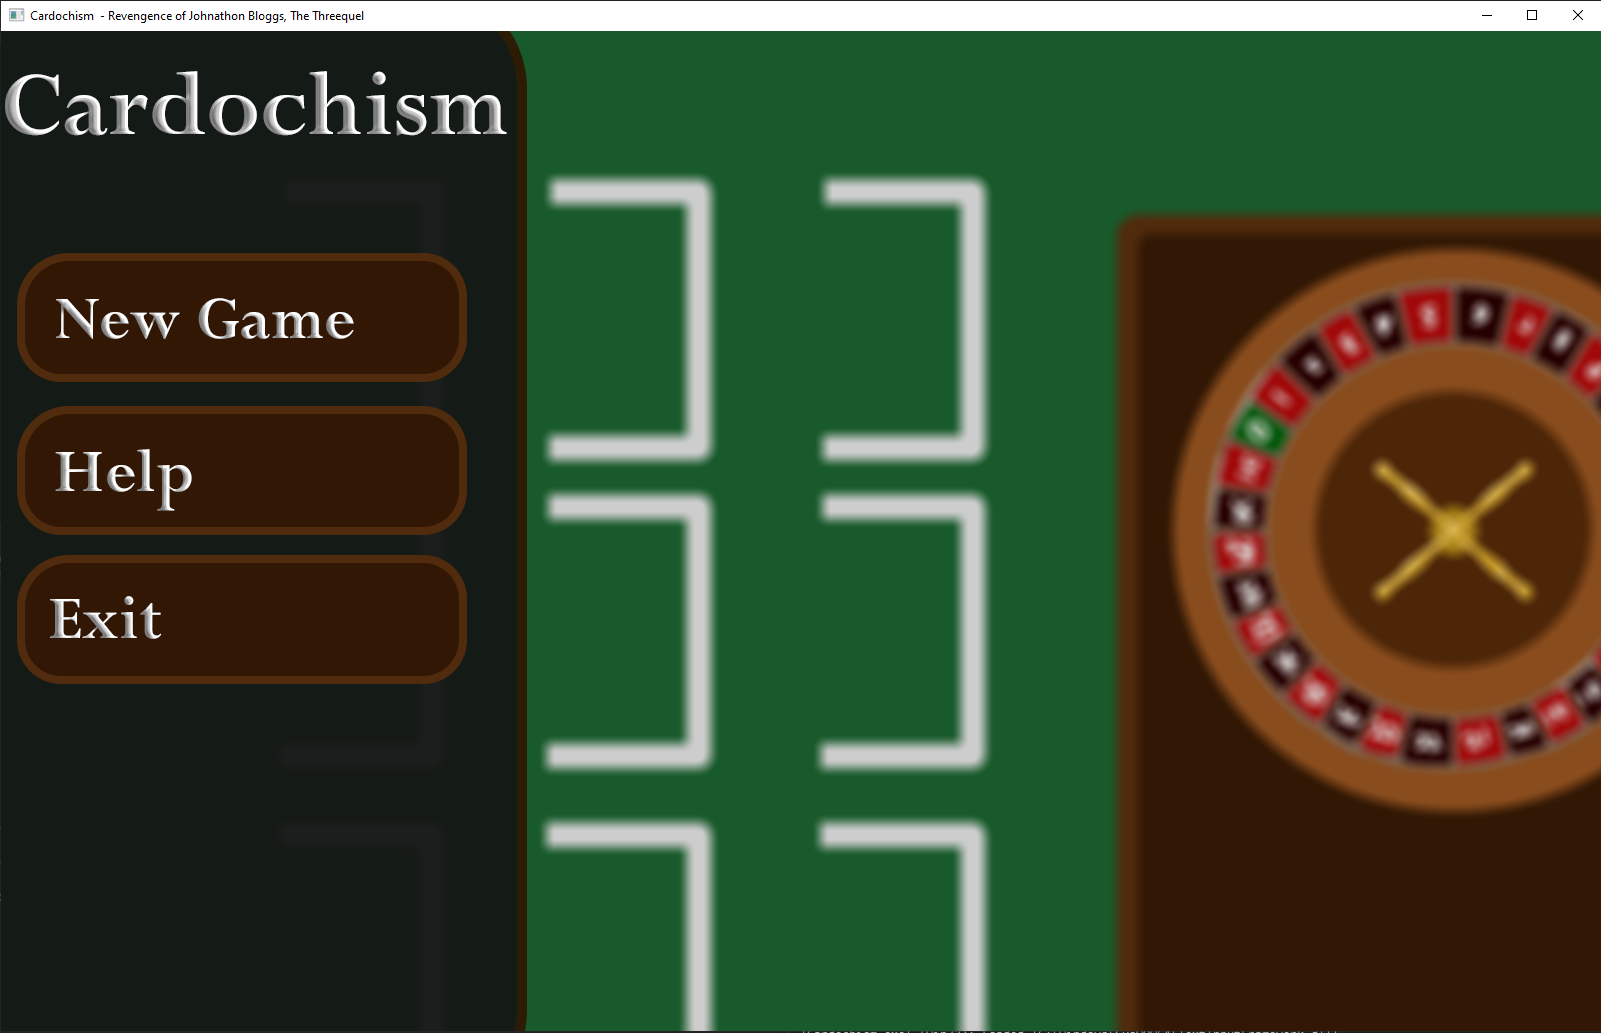 Cardochism - Revengence of Johnathon Bloggs, The Threequel
Cardochism
New Game
Help
Exit